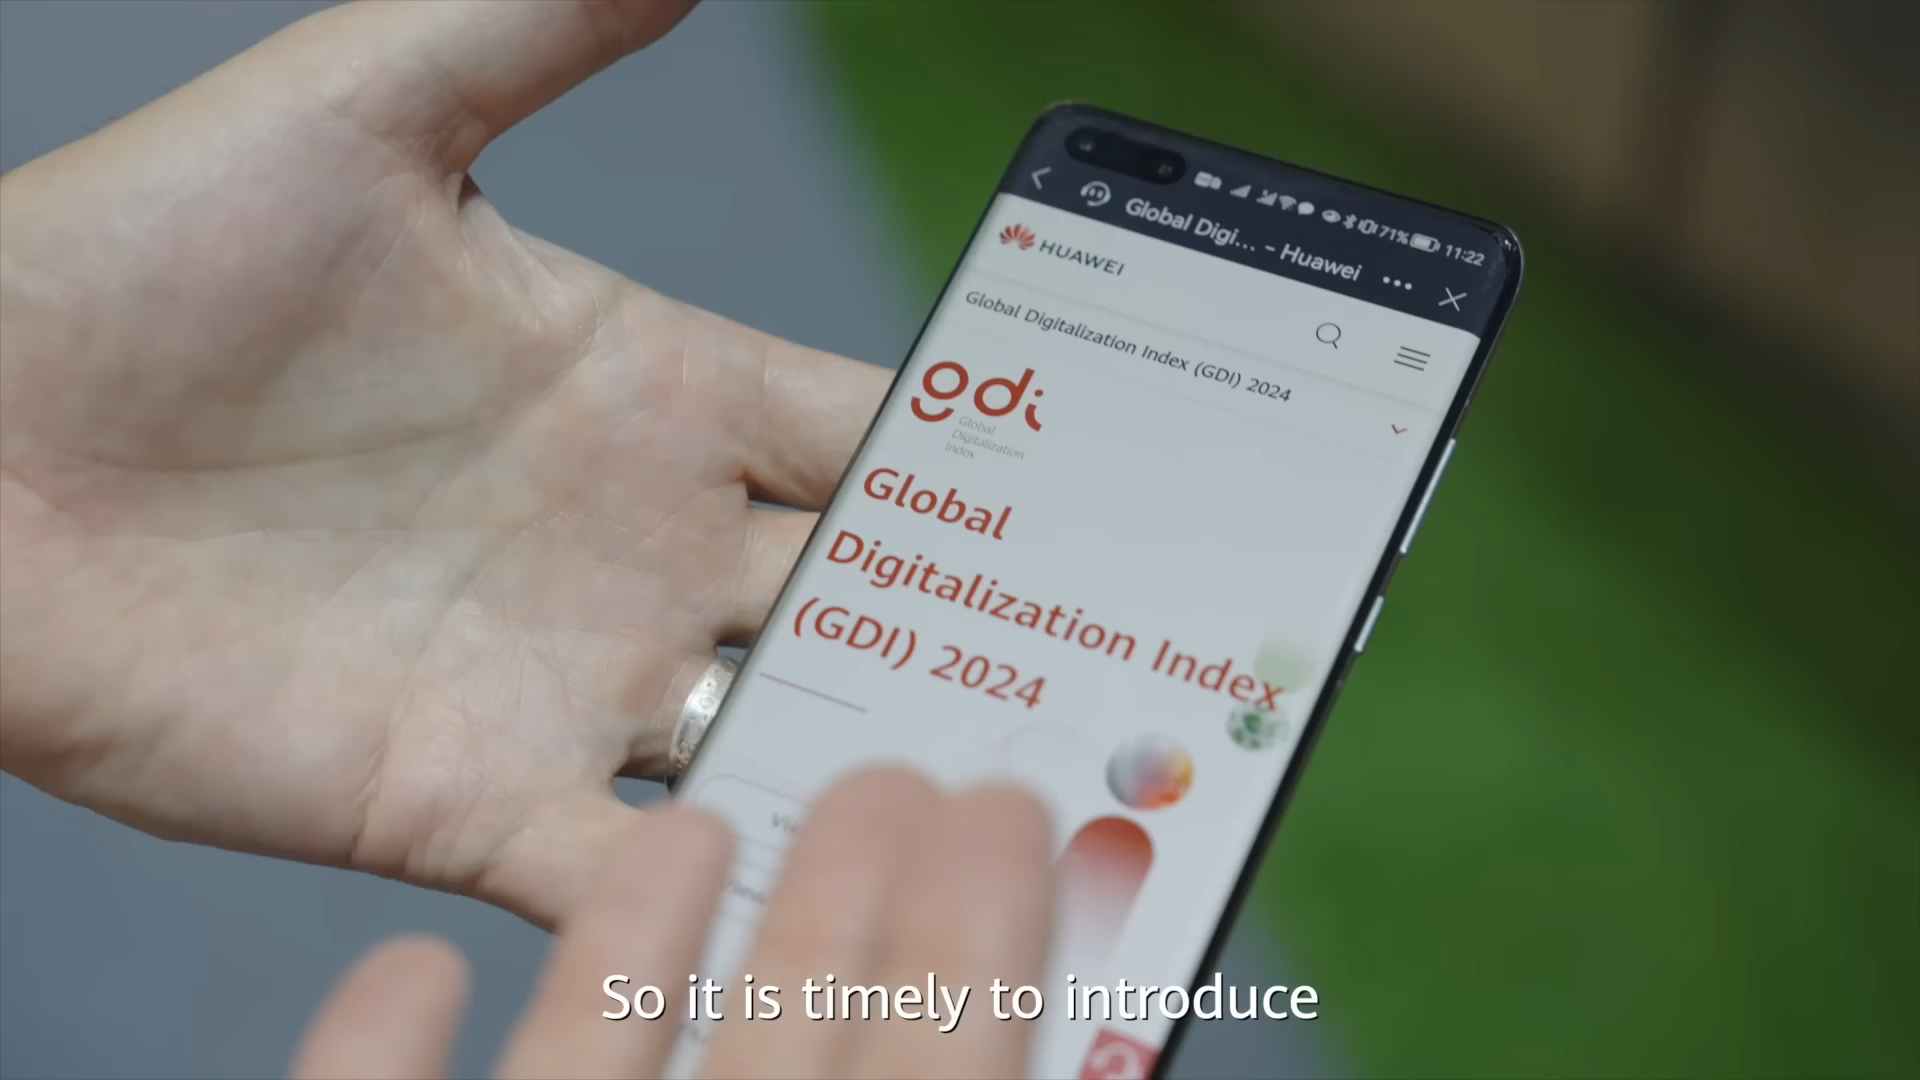 71% 11:22
Global Digi... - Huawei
HUAWEI
Global Digitalization Index (GDI) 2024
gdi
Global
Digitalization
Index
Global
Digitalization Index
(GDI) 2024
So it is timely to introduce